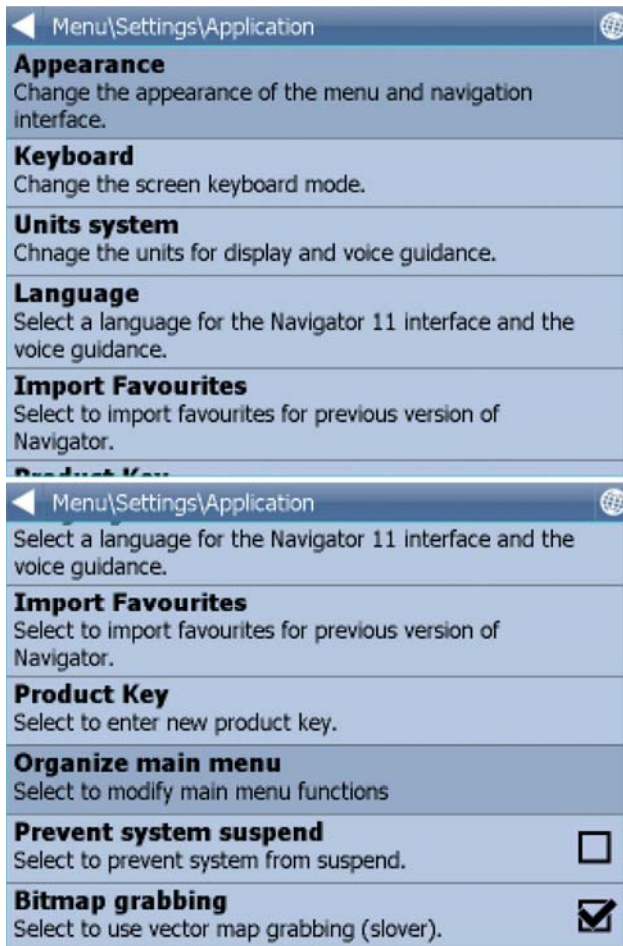 Menu\Settings\Application
Appearance
Change the appearance of the menu and navigation
interface.
Keyboard
Change the screen keyboard mode.
Units system
Chnage the units for display and voice guidance.
Language
Select a language for the Navigator 11 interface and the
voice guidance.
Import Favourites
Select to import favourites for previous version of
Navigator.
Product Key
Menu\Settings\Application
Select a language for the Navigator 11 interface and the
voice guidance.
Import Favourites
Select to import favourites for previous version of
Navigator.
Product Key
Select to enter new product key.
Organize main menu
Select to modify main menu functions
Prevent system suspend
Select to prevent system from suspend.
Bitmap grabbing
Select to use vector map grabbing (slover).